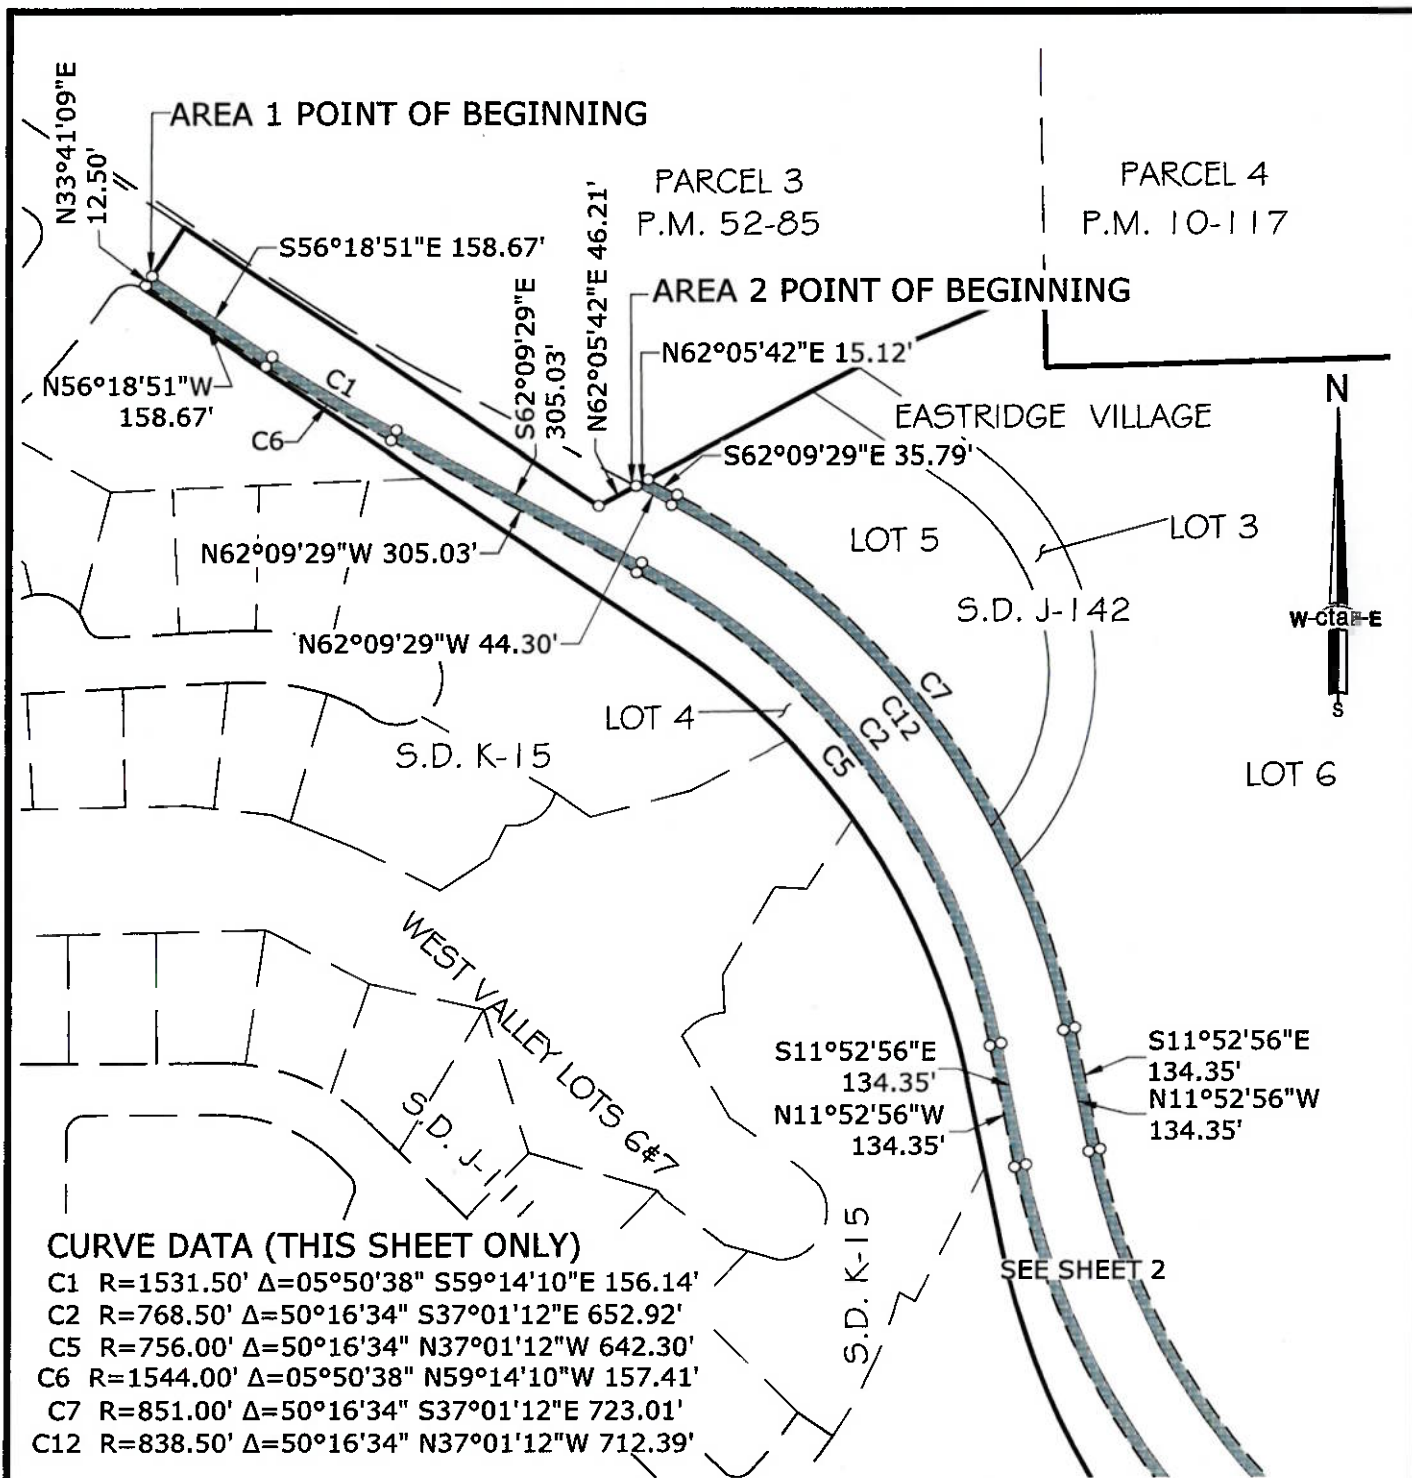 N33°41'09"E
12.50'
AREA 1 POINT OF BEGINNING
PARCEL 3
P.M. 52-85
PARCEL 4
P.M. 10-117
S56°18'51"E 158.67'
S62°09'29"E
305.03'
N62°05'42"E 46.21'
AREA 2 POINT OF BEGINNING
N62°05'42"E 15.12'
N56°18'51"W
158.67'
C1
C6
EASTRIDGE VILLAGE
S62°09'29"E 35.79'
N
LOT 5
LOT 3
N62°09'29"W 305.03'
S.D. J-142
W-cta-E
S
N62°09'29"W 44.30'
LOT 4
C7
C12
C2
C5
S.D. K-15
LOT 6
WEST VALLEY LOTS 6&7
S.D. J-111
S11°52'56"E
134.35'
N11°52'56"W
134.35'
S11°52'56"E
134.35'
N11°52'56"W
134.35'
S.D. K-15
SEE SHEET 2
CURVE DATA (THIS SHEET ONLY)
C1 R=1531.50' Δ=05°50'38" S59°14'10"E 156.14'
C2 R=768.50' Δ=50°16'34" S37°01'12"E 652.92'
C5 R=756.00' Δ=50°16'34" N37°01'12"W 642.30'
C6 R=1544.00' Δ=05°50'38" N59°14'10"W 157.41'
C7 R=851.00' Δ=50°16'34" S37°01'12"E 723.01'
C12 R=838.50' Δ=50°16'34" N37°01'12"W 712.39'